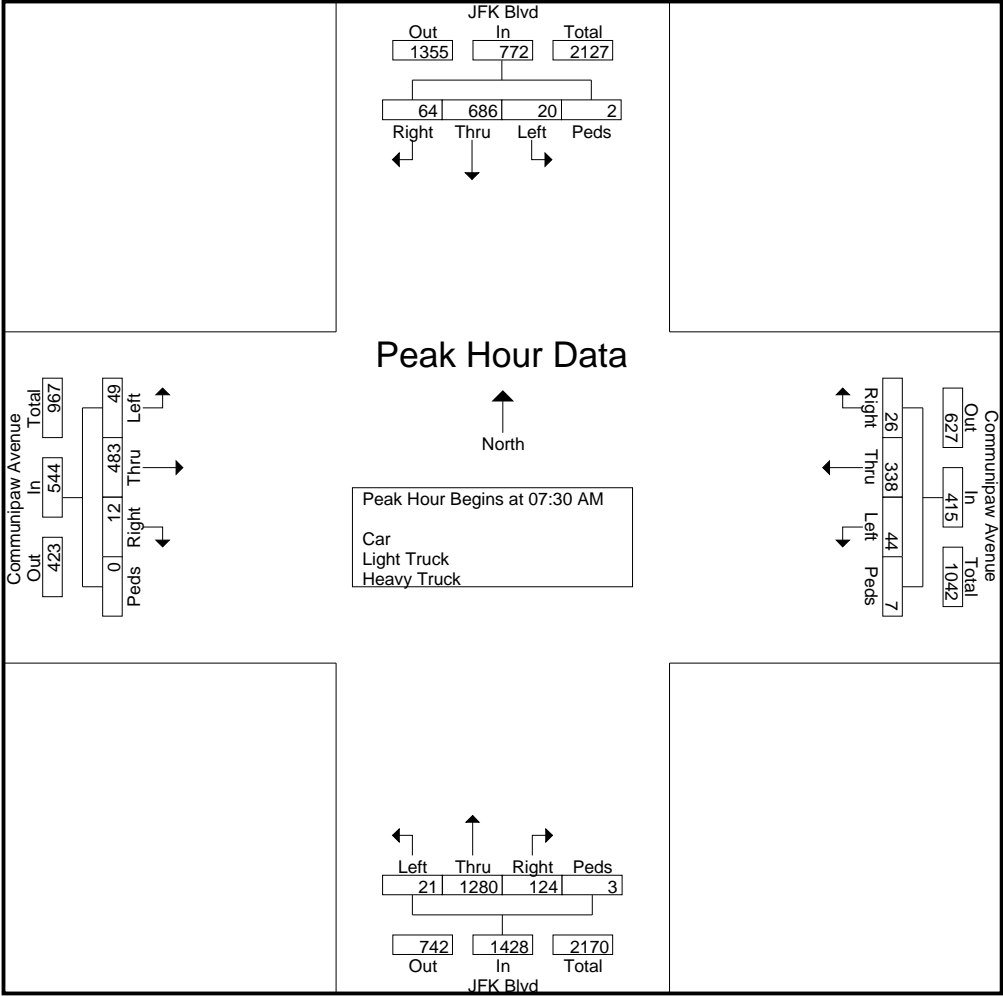 JFK Blvd
Out In Total
1355 772 2127
64 686 20 2
Right Thru Left Peds
Peak Hour Data
North
Peak Hour Begins at 07:30 AM
Car
Light Truck
Heavy Truck
Communipaw Avenue
Total In Out
967 544 423
49 483 12 0
Left Thru Right Peds
Communipaw Avenue
Out In Total
627 415 1042
26 338 44 7
Right Thru Left Peds
Left Thru Right Peds
21 1280 124 3
742 1428 2170
Out In Total
JFK Blvd